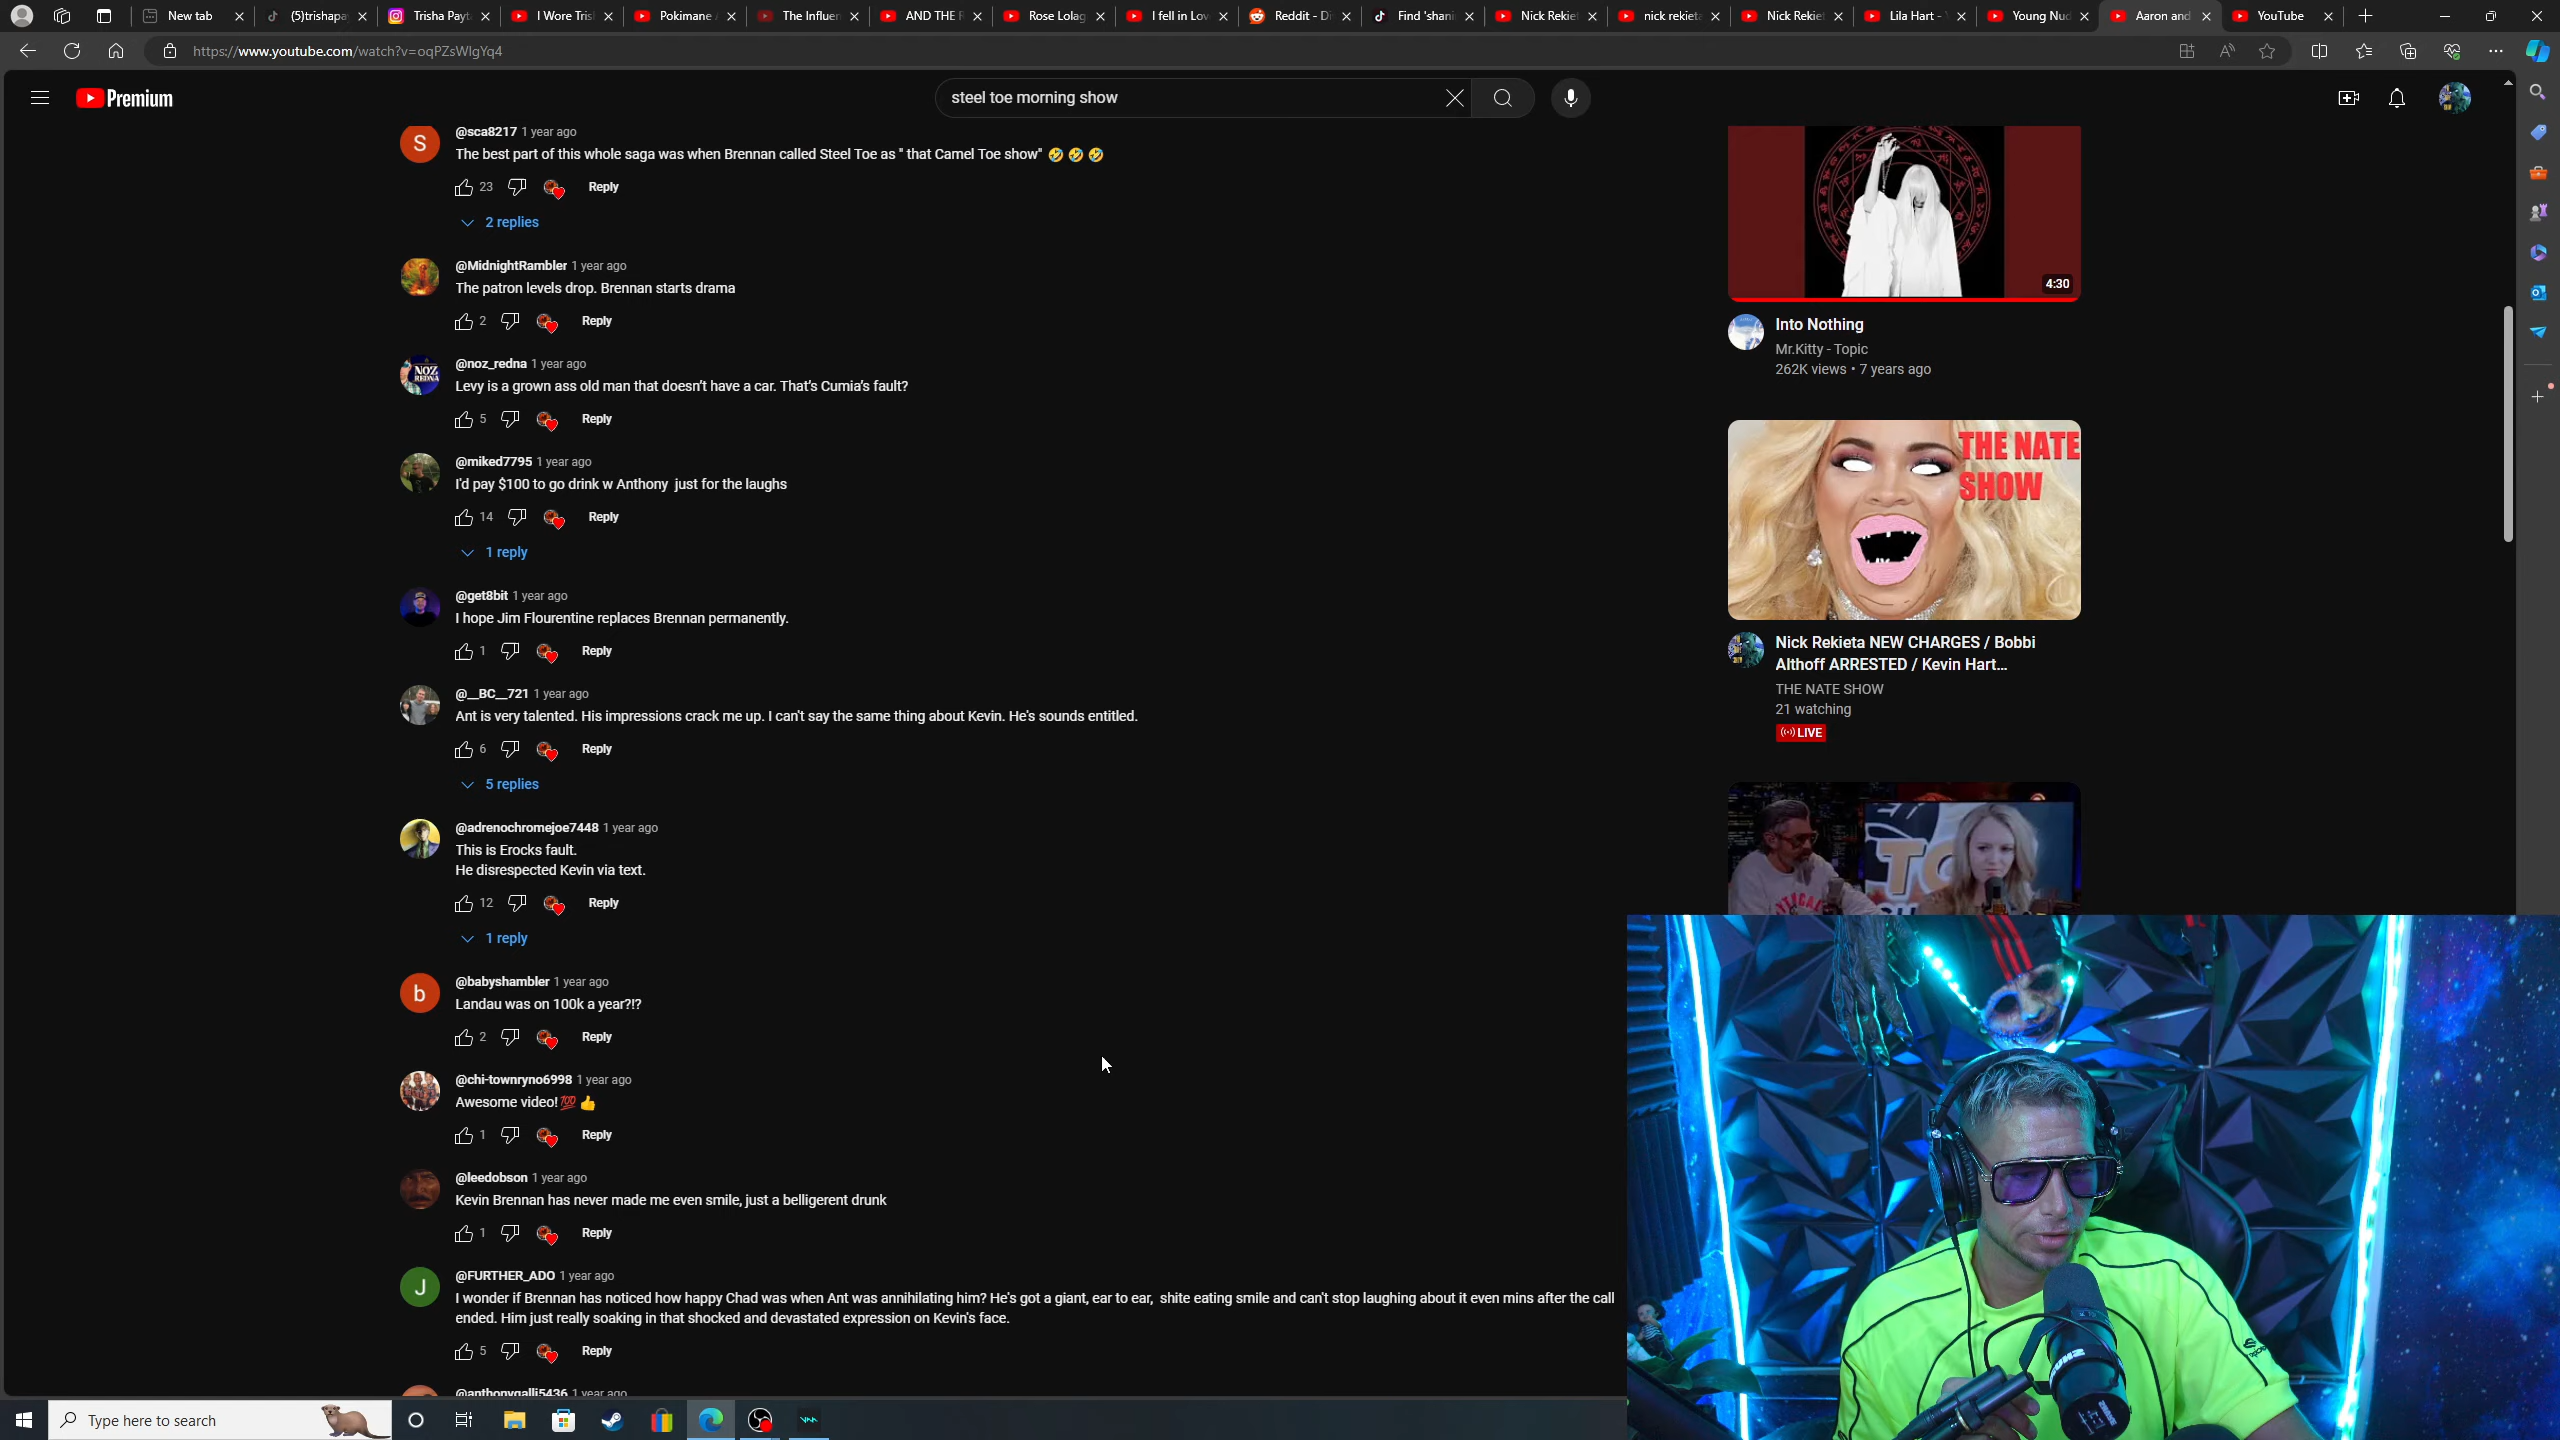 New tab
(5)trishapa
Trisha Payt
I Wore Tris
Pokimane
The Influen
AND THE
Rose Lolag
I fell in Lov
Reddit - Di
Find 'shani
Nick Rekiet
nick rekieta
Nick Rekiet
Lila Hart -
Young Nud
Aaron and
YouTube
https://www.youtube.com/watch?v=oqPZsWlgYq4
Premium
steel toe morning show
@sca8217 1 year ago
The best part of this whole saga was when Brennan called Steel Toe as " that Camel Toe show" 🤣 🤣 🤣
23 Reply
2 replies
@MidnightRambler 1 year ago
The patron levels drop. Brennan starts drama
2 Reply
@noz_redna 1 year ago
Levy is a grown ass old man that doesn't have a car. That's Cumia's fault?
5 Reply
@miked7795 1 year ago
I'd pay $100 to go drink w Anthony just for the laughs
14 Reply
1 reply
@get8bit 1 year ago
I hope Jim Flourentine replaces Brennan permanently.
1 Reply
@__BC__721 1 year ago
Ant is very talented. His impressions crack me up. I can't say the same thing about Kevin. He's sounds entitled.
6 Reply
5 replies
@adrenochromejoe7448 1 year ago
This is Erocks fault.
He disrespected Kevin via text.
12 Reply
1 reply
@babyshambler 1 year ago
Landau was on 100k a year?!?
2 Reply
@chi-townryno6998 1 year ago
Awesome video!💯 👍
1 Reply
@leedobson 1 year ago
Kevin Brennan has never made me even smile, just a belligerent drunk
1 Reply
@FURTHER_ADO 1 year ago
I wonder if Brennan has noticed how happy Chad was when Ant was annihilating him? He's got a giant, ear to ear, shite eating smile and can't stop laughing about it even mins after the call
ended. Him just really soaking in that shocked and devastated expression on Kevin's face.
5 Reply
@anthonygalli5436 1 year ago
4:30
Into Nothing
Mr.Kitty - Topic
262K views • 7 years ago
THE NATE
SHOW
Nick Rekieta NEW CHARGES / Bobbi
Althoff ARRESTED / Kevin Hart...
THE NATE SHOW
21 watching
LIVE
Type here to search